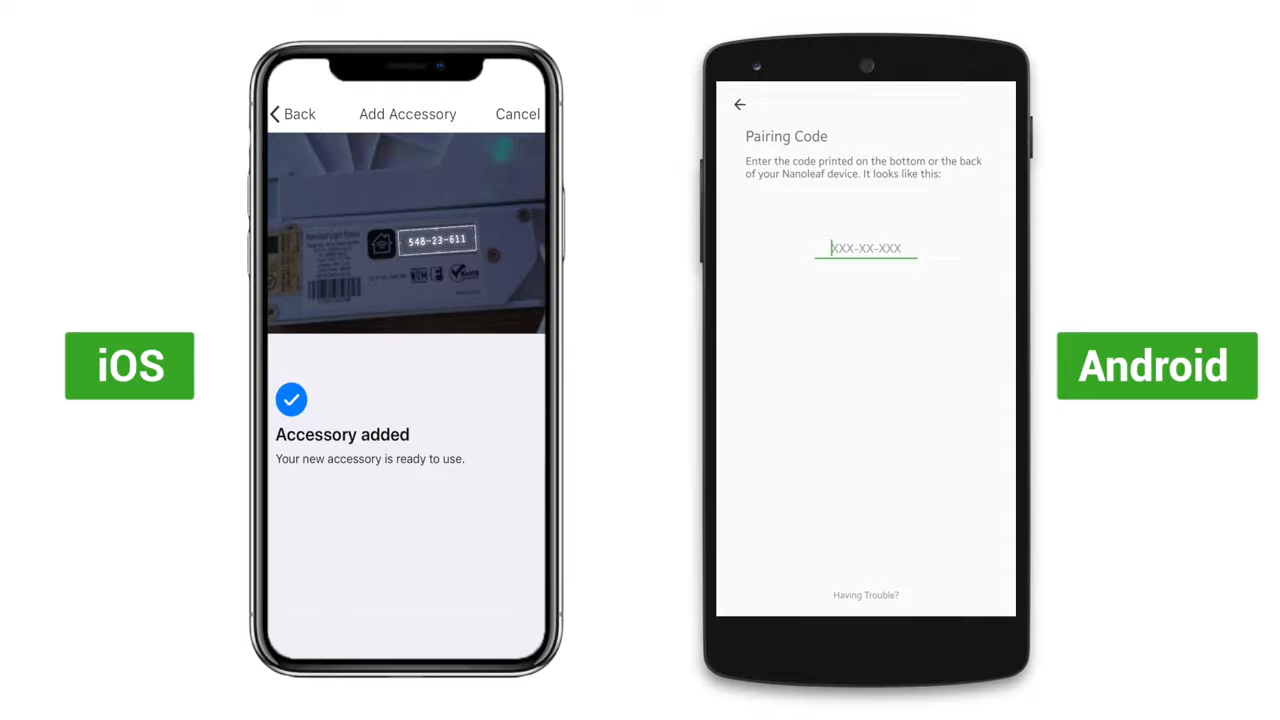 Back
Add Accessory
Cancel
548-23-611
Accessory added
Your new accessory is ready to use.
iOS
Pairing Code
Enter the code printed on the bottom or the back
of your Nanoleaf device. It looks like this:
XXX-XX-XXX
Having Trouble?
Android